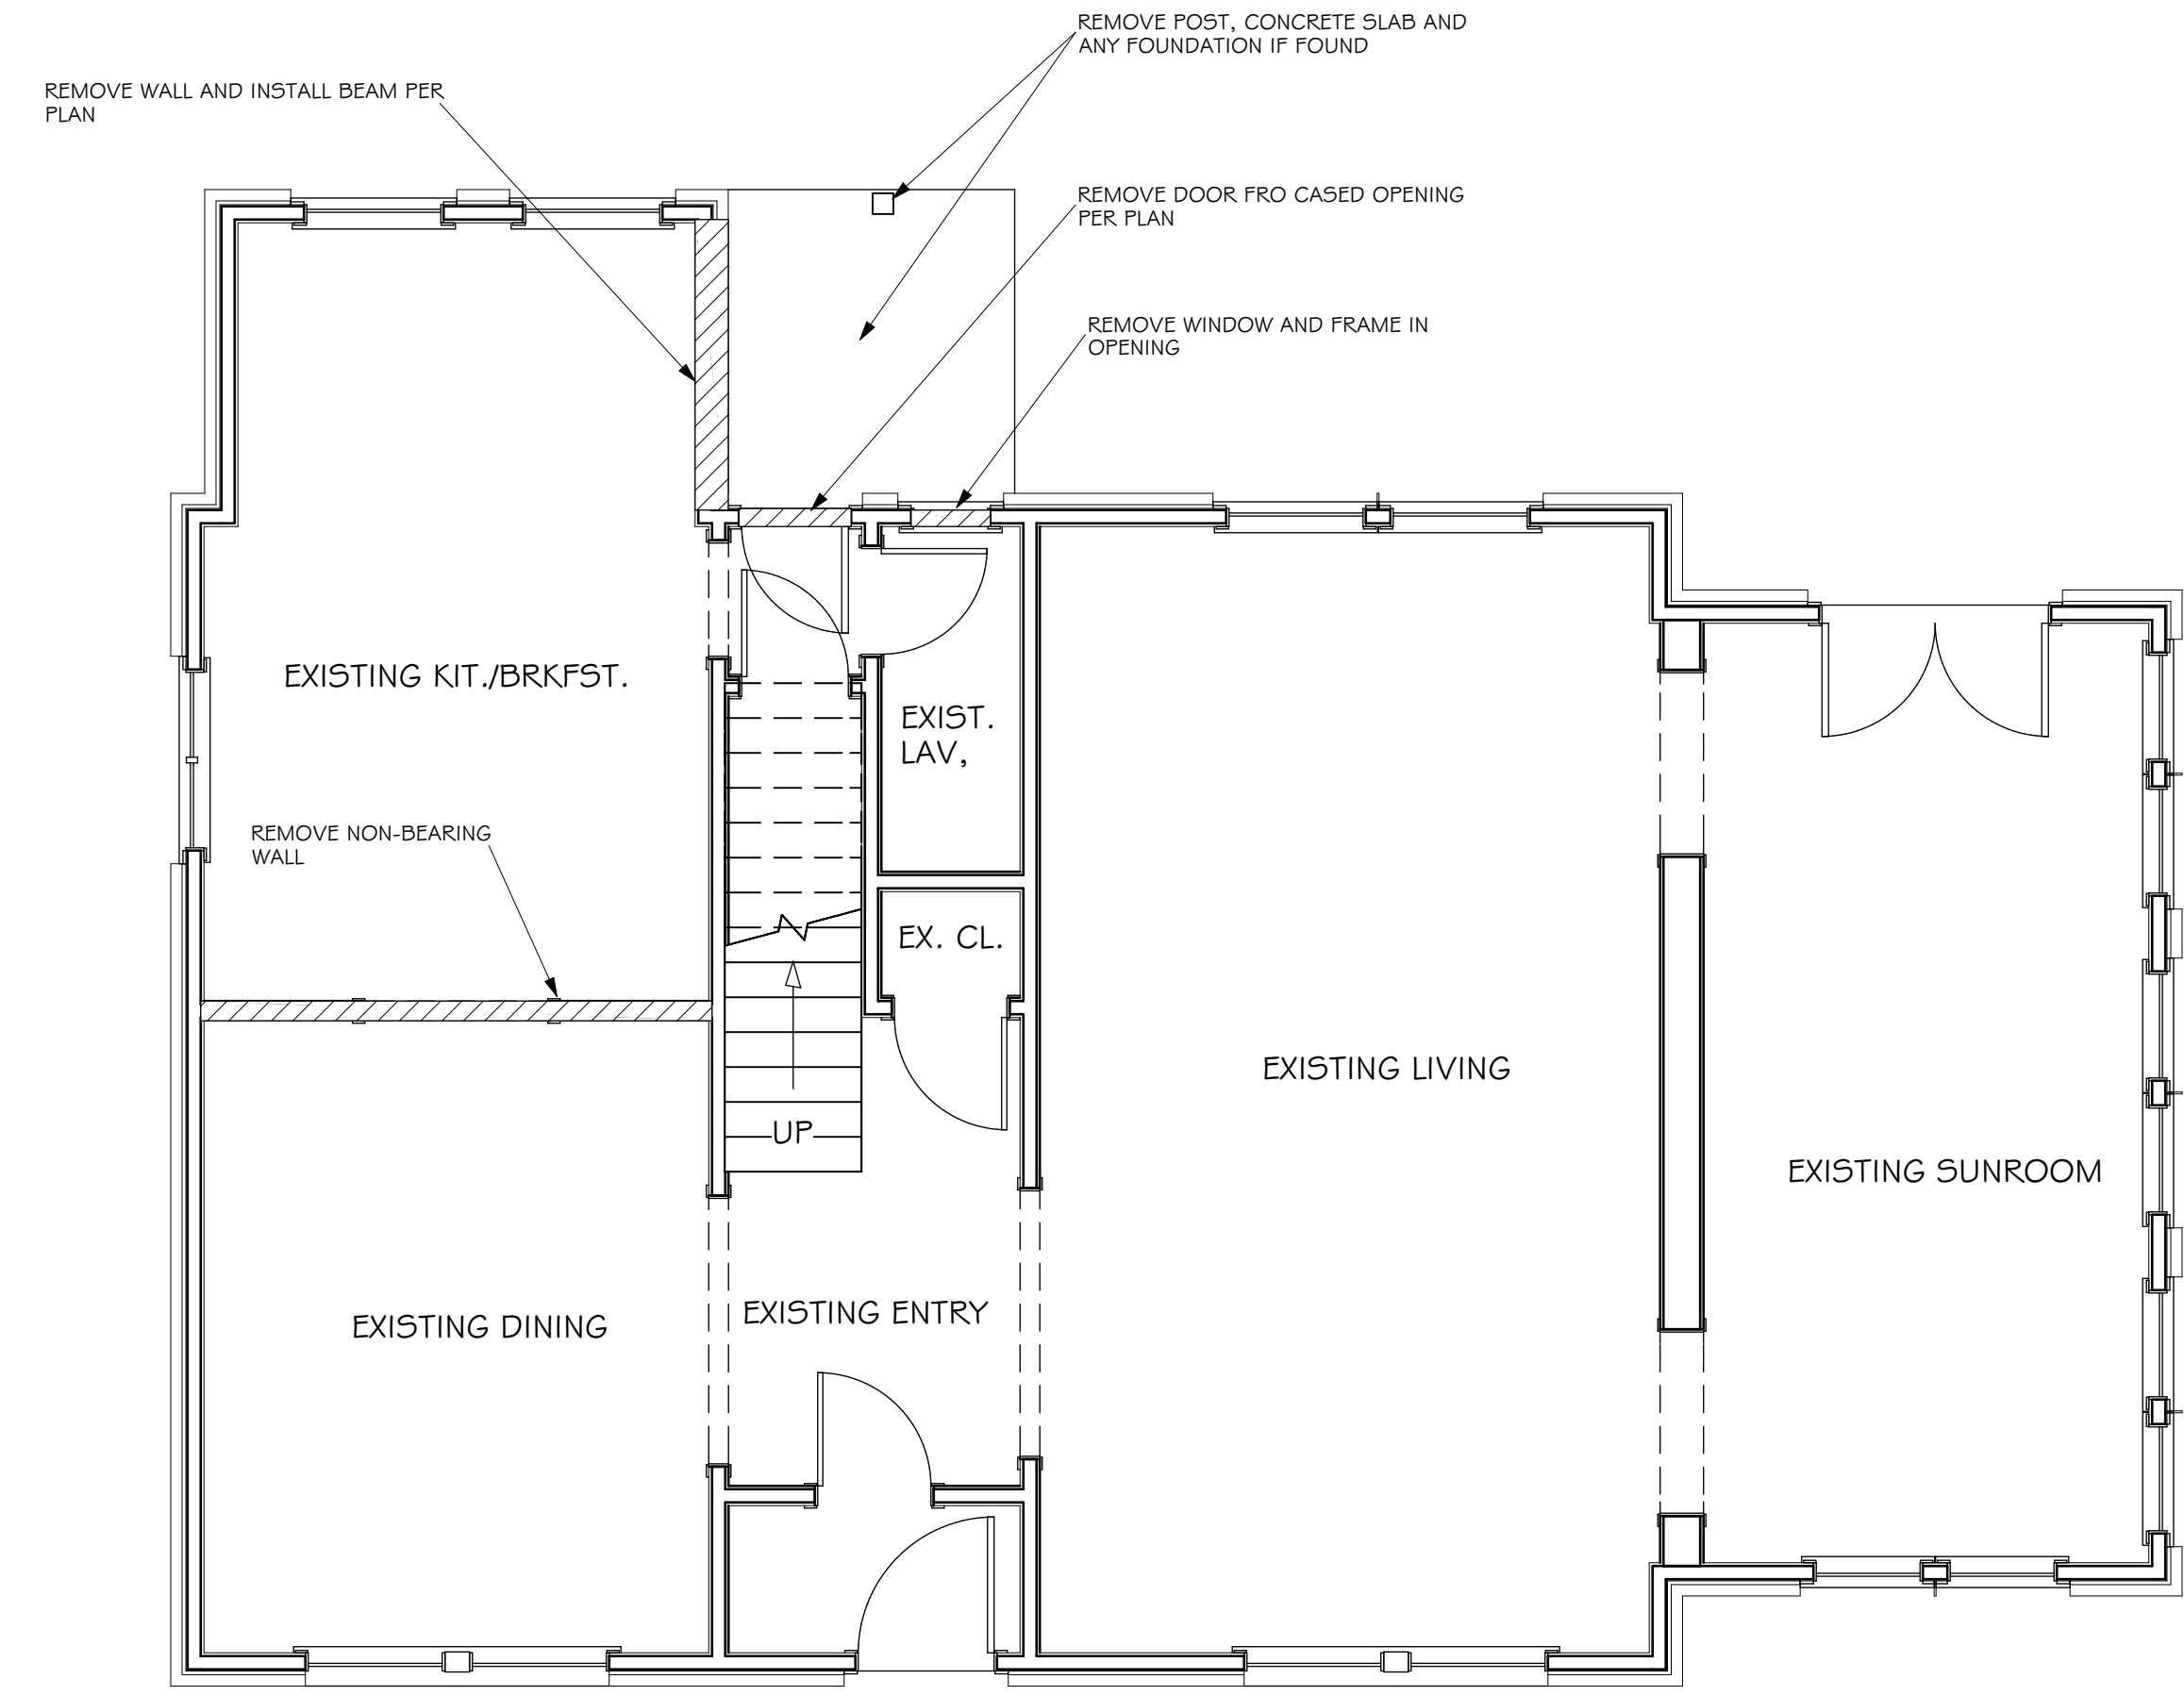 REMOVE POST, CONCRETE SLAB AND
ANY FOUNDATION IF FOUND
REMOVE WALL AND INSTALL BEAM PER
PLAN
REMOVE DOOR FRO CASED OPENING
PER PLAN
REMOVE WINDOW AND FRAME IN
OPENING
EXISTING KIT./BRKFST.
EXIST.
LAV,
REMOVE NON-BEARING
WALL
EX. CL.
EXISTING LIVING
UP
EXISTING SUNROOM
EXISTING ENTRY
EXISTING DINING